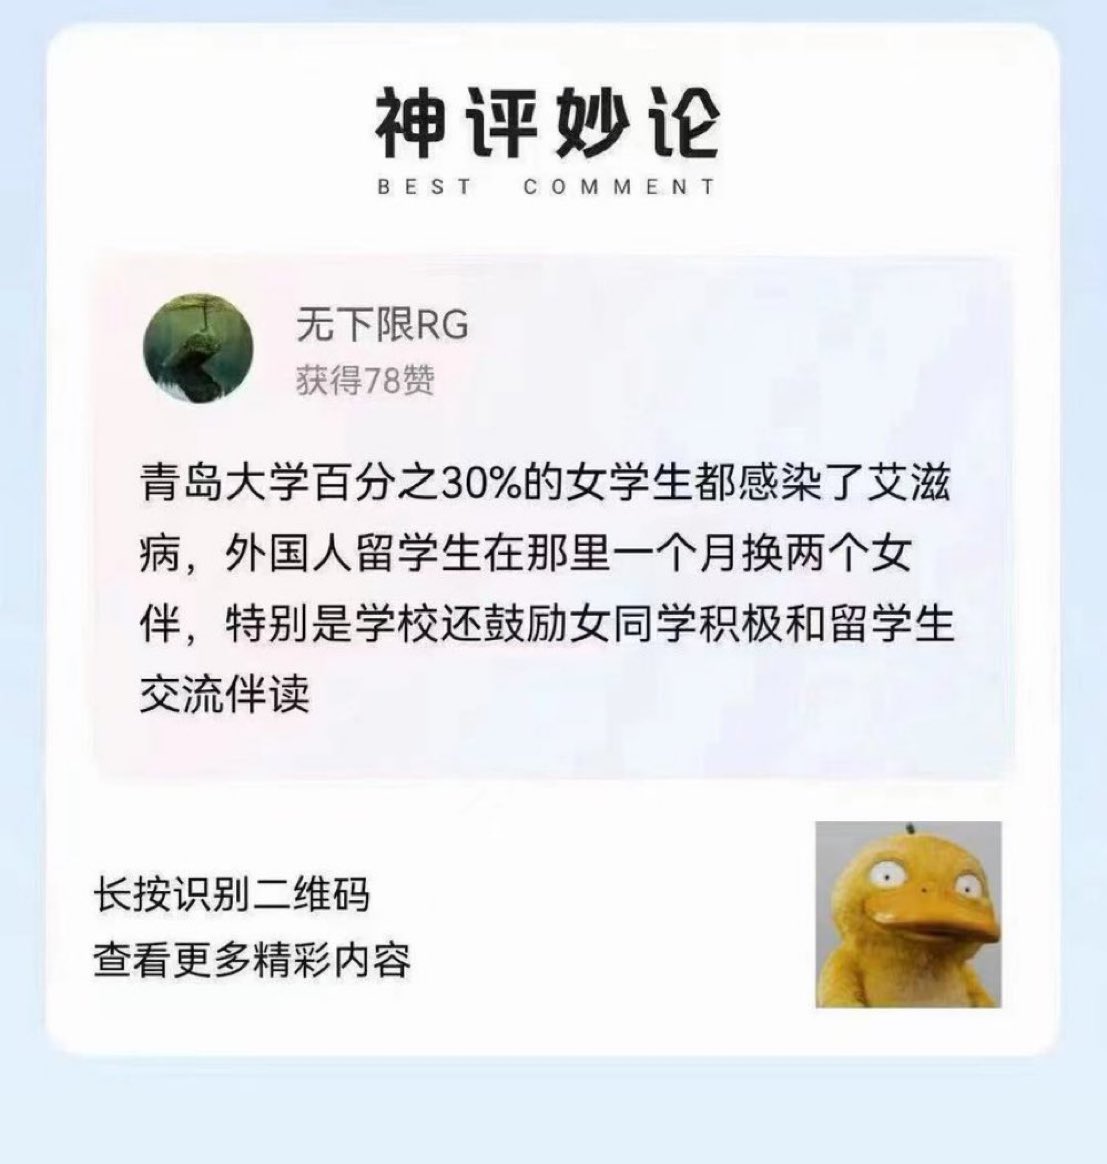 神评妙论
BEST COMMENT
无下限RG
获得78赞
青岛大学百分之30%的女学生都感染了艾滋
病，外国人留学生在那里一个月换两个女
伴，特别是学校还鼓励女同学积极和留学生
交流伴读
长按识别二维码
查看更多精彩内容